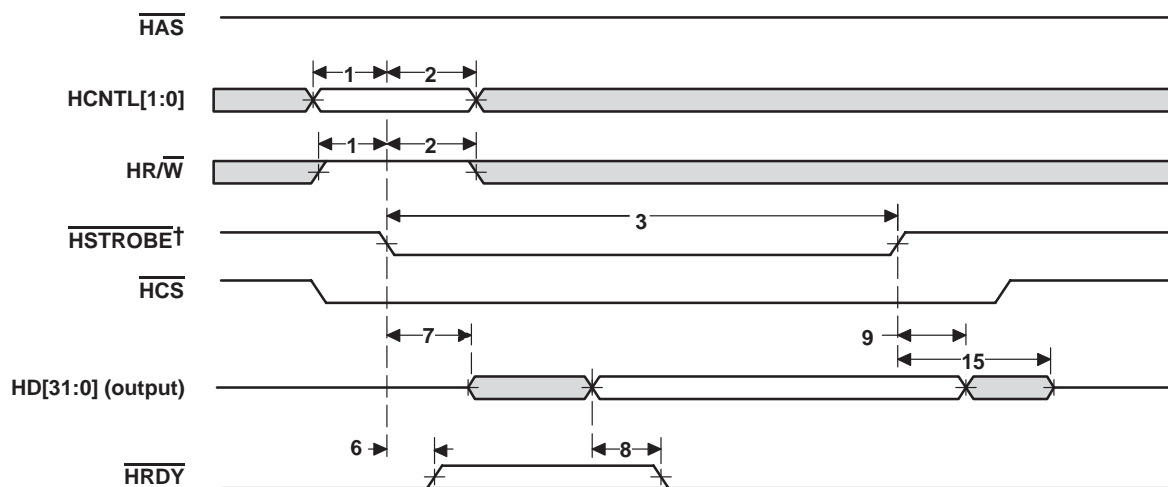 HAS
1 2
HCNTL[1:0]
1 2
HR/W
3
HSTROBE†
HCS
7 9
15
HD[31:0] (output)
6 8
HRDY